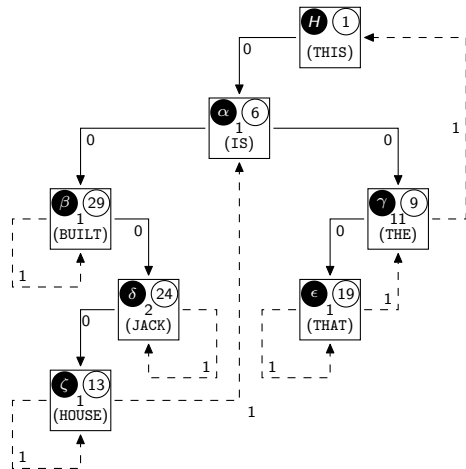 H 1
(THIS)
0
1
α 6
1
(IS)
0
0
β 29
1
(BUILT)
0
1
γ 9
11
(THE)
0
1
δ 24
2
(JACK)
0
1
ϵ 19
1
(THAT)
1
ζ 13
1
(HOUSE)
1
1